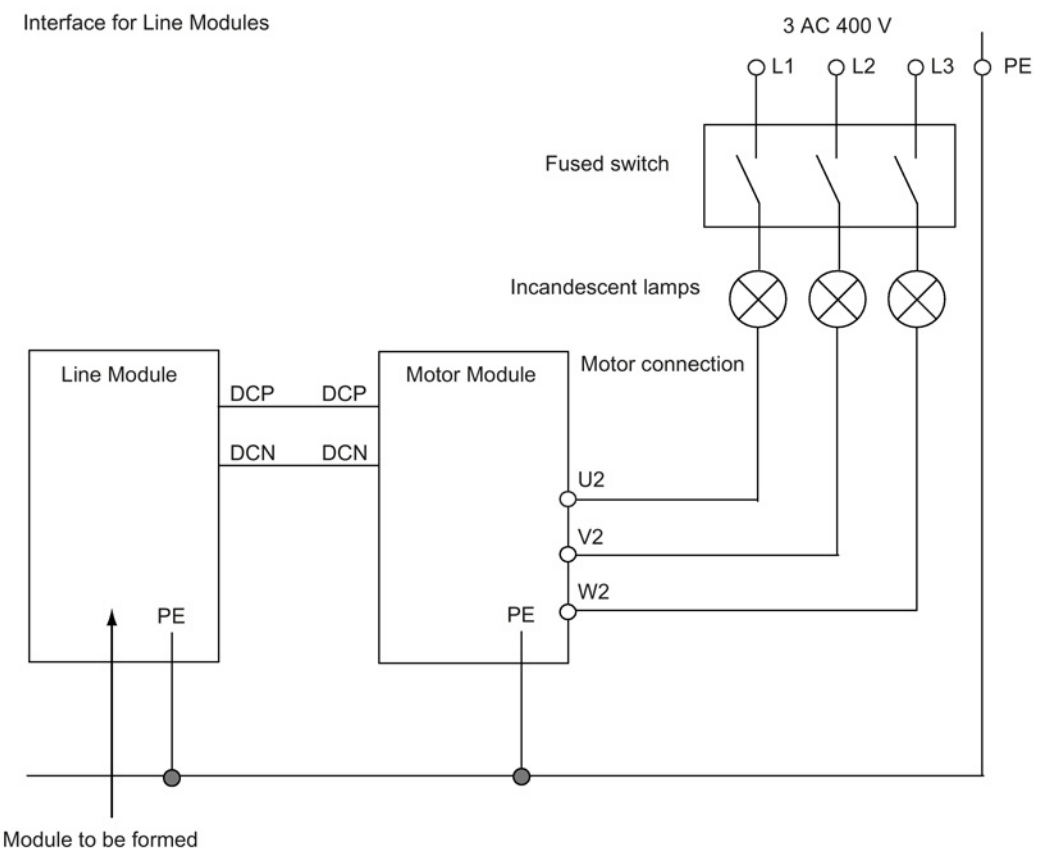 Interface for Line Modules
3 AC 400 V
L1 L2 L3 PE
Fused switch
Incandescent lamps
Line Module
Motor Module
Motor connection
DCP DCP
DCN DCN
U2
V2
W2
PE
PE
Module to be formed